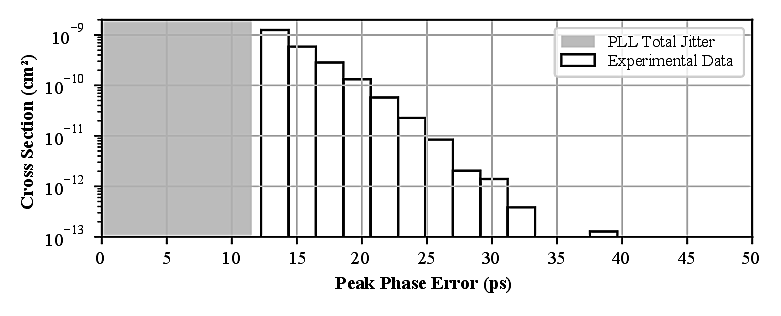 PLL Total Jitter
Experimental Data
Cross Section (cm²)
10⁻⁹
10⁻¹⁰
10⁻¹¹
10⁻¹²
10⁻¹³
0 5 10 15 20 25 30 35 40 45 50
Peak Phase Error (ps)